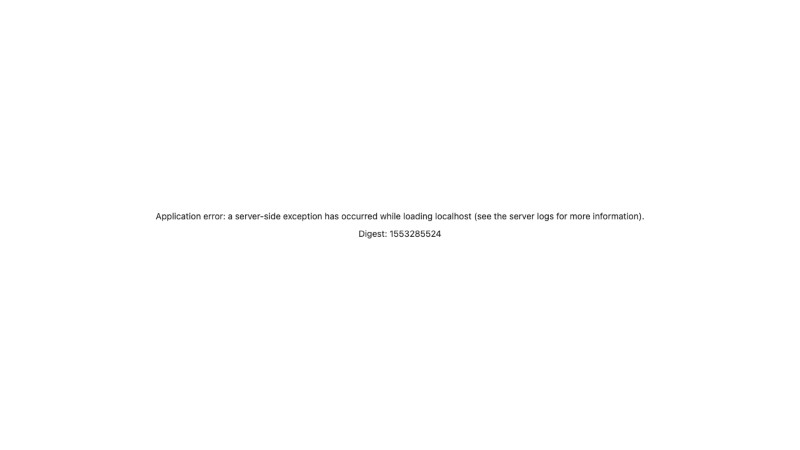 Application error: a server-side exception has occurred while loading localhost (see the server logs for more information).
Digest: 1553285524